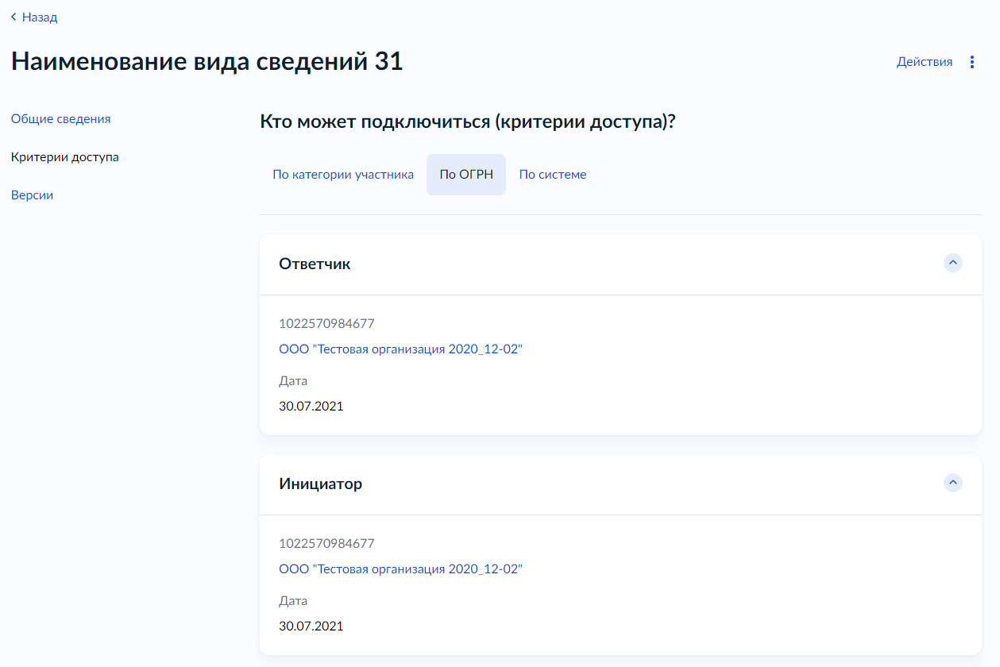 Назад
Наименование вида сведений 31
Действия
Общие сведения
Критерии доступа
Версии
Кто может подключиться (критерии доступа)?
По категории участника По ОГРН По системе
Ответчик
1022570984677
ООО "Тестовая организация 2020_12-02"
Дата
30.07.2021
Инициатор
1022570984677
ООО "Тестовая организация 2020_12-02"
Дата
30.07.2021